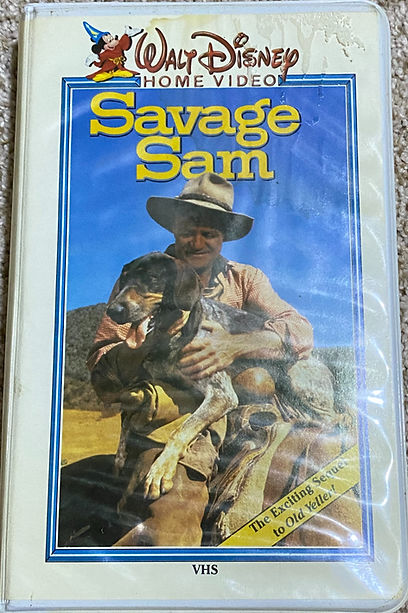 WALT DISNEY
HOME VIDEO
Savage
Sam
The Exciting Sequel
to Old Yeller!
VHS